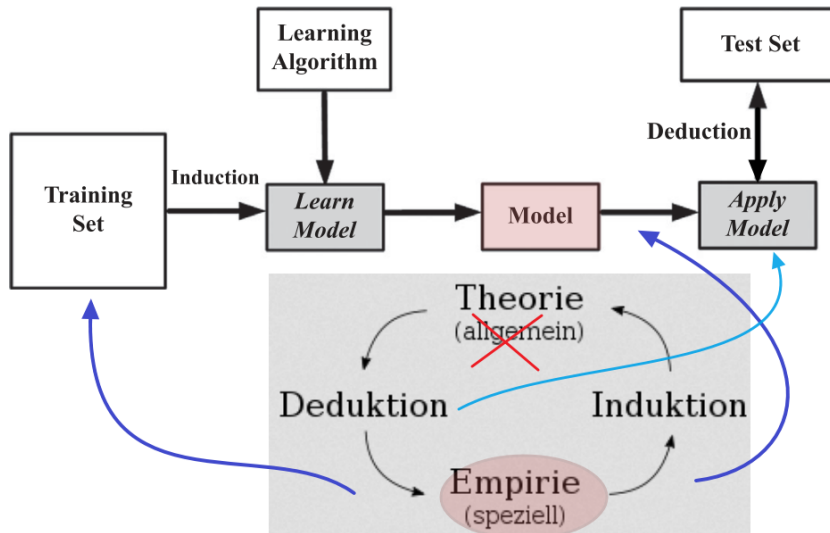 Learning
Algorithm
Test Set
Deduction
Training
Set
Induction
Learn
Model
Model
Apply
Model
Theorie
(allgemein)
Deduktion
Induktion
Empirie
(speziell)